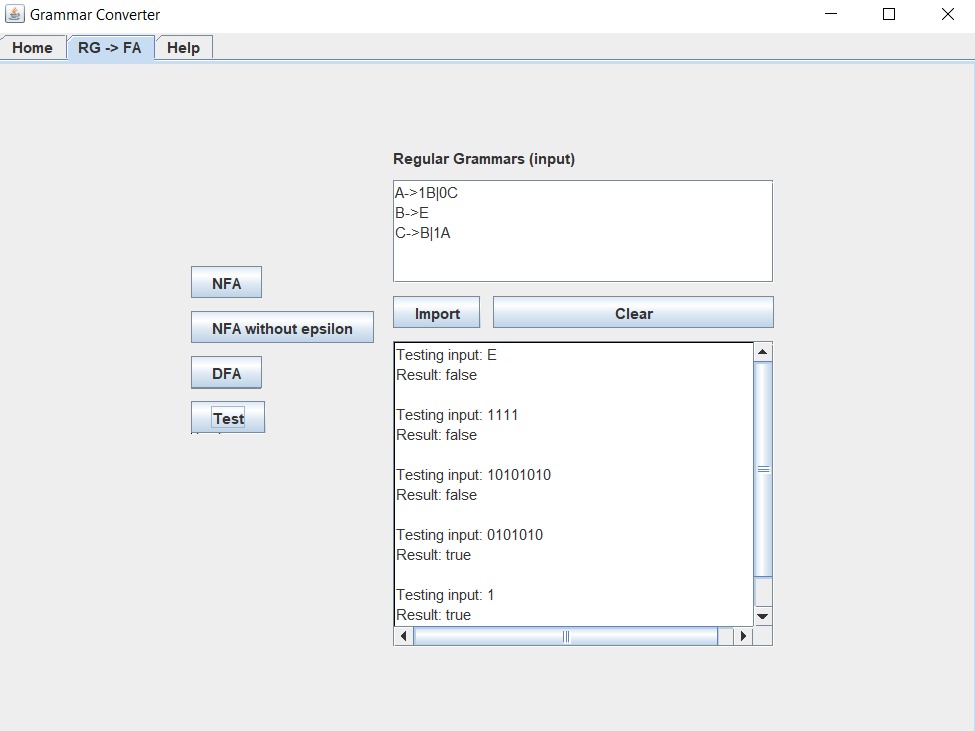 Grammar Converter
Home
RG -> FA
Help
Regular Grammars (input)
A->1B|0C
B->E
C->B|1A
NFA
NFA without epsilon
DFA
Test
Import
Clear
Testing input: E
Result: false
Testing input: 1111
Result: false
Testing input: 10101010
Result: false
Testing input: 0101010
Result: true
Testing input: 1
Result: true